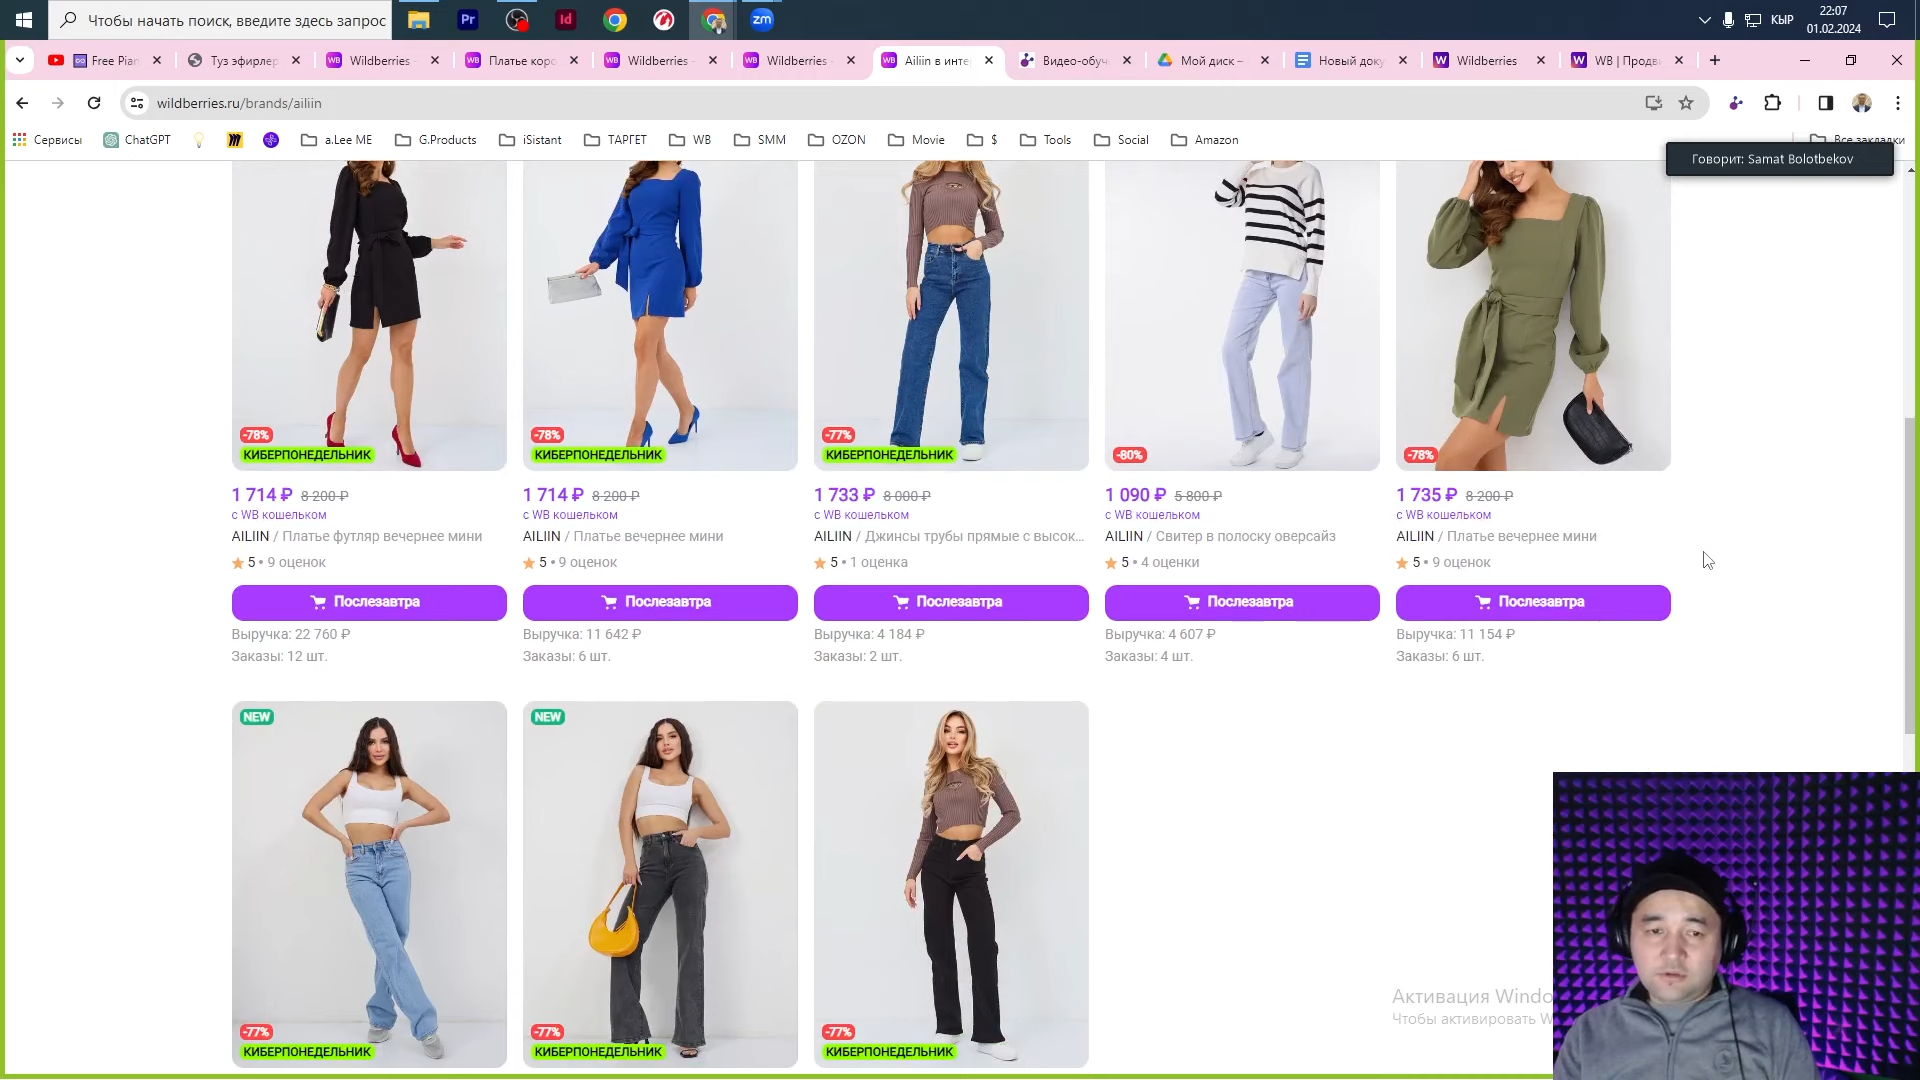 Чтобы начать поиск, введите здесь запрос
Pr
Id
zm
КЫР
22:07
01.02.2024
Free Pian
Туз эфирлер
WB Wildberries -
WB Платье коро
WB Wildberries -
WB Wildberries -
WB Ailiin в инте
Видео-обуч
Мой диск –
Новый доку
W Wildberries
W WB | Продви
wildberries.ru/brands/ailiin
Сервисы
ChatGPT
a.Lee ME
G.Products
iSistant
ТАРГЕТ
WB
SMM
OZON
Movie
$
Tools
Social
Amazon
Все закладки
Говорит: Samat Bolotbekov
-78%
КИБЕРПОНЕДЕЛЬНИК
-78%
КИБЕРПОНЕДЕЛЬНИК
-77%
КИБЕРПОНЕДЕЛЬНИК
-80%
-78%
1 714 ₽ 8 200 ₽
с WB кошельком
AILIIN / Платье футляр вечернее мини
5 • 9 оценок
Послезавтра
Выручка: 22 760 ₽
Заказы: 12 шт.
1 714 ₽ 8 200 ₽
с WB кошельком
AILIIN / Платье вечернее мини
5 • 9 оценок
Послезавтра
Выручка: 11 642 ₽
Заказы: 6 шт.
1 733 ₽ 8 000 ₽
с WB кошельком
AILIIN / Джинсы трубы прямые с высок...
5 • 1 оценка
Послезавтра
Выручка: 4 184 ₽
Заказы: 2 шт.
1 090 ₽ 5 800 ₽
с WB кошельком
AILIIN / Свитер в полоску оверсайз
5 • 4 оценки
Послезавтра
Выручка: 4 607 ₽
Заказы: 4 шт.
1 735 ₽ 8 200 ₽
с WB кошельком
AILIIN / Платье вечернее мини
5 • 9 оценок
Послезавтра
Выручка: 11 154 ₽
Заказы: 6 шт.
NEW
-77%
КИБЕРПОНЕДЕЛЬНИК
NEW
-77%
КИБЕРПОНЕДЕЛЬНИК
-77%
КИБЕРПОНЕДЕЛЬНИК
Активация Windo
Чтобы активировать W